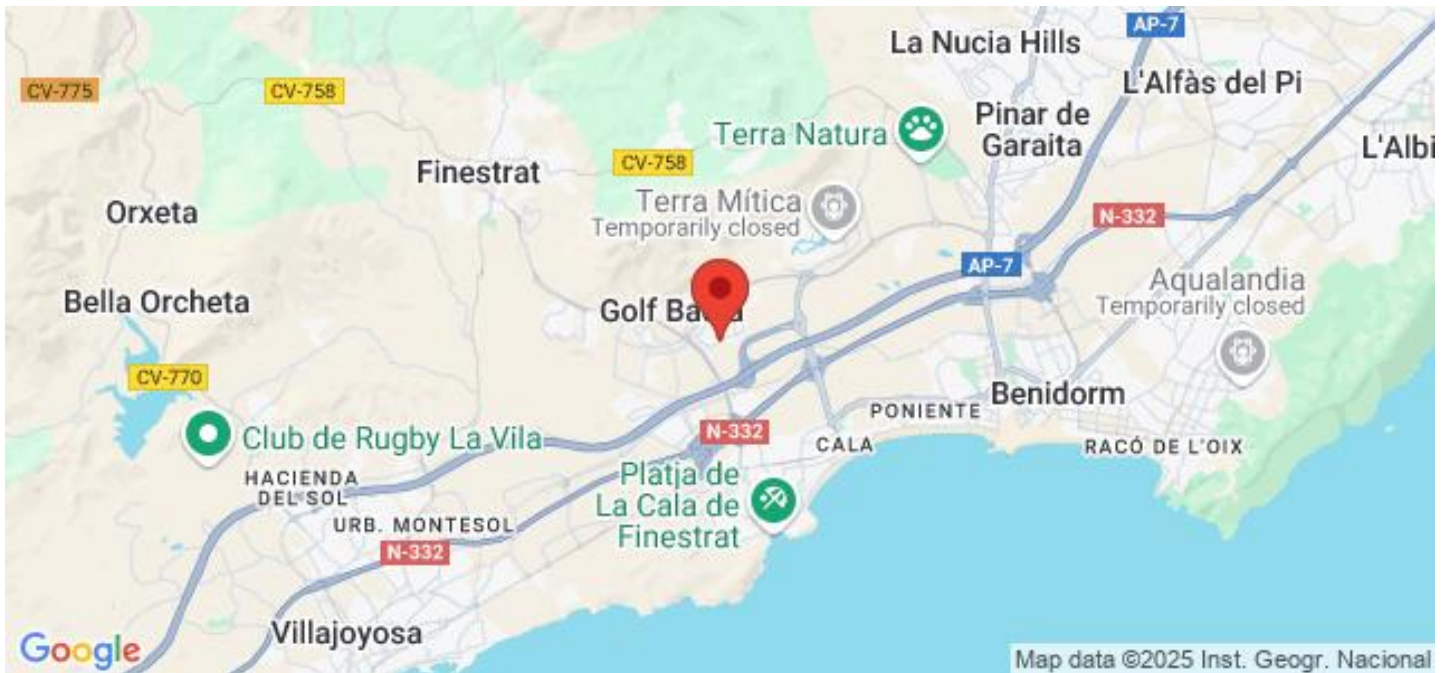 AP-7
La Nucia Hills
CV-775
CV-758
L'Alfàs del Pi
Terra Natura
Pinar de
Garaita
L'Albi
Finestrat
CV-758
Orxeta
Terra Mítica
Temporarily closed
N-332
AP-7
Bella Orcheta
Golf Ba
Aqualandia
Temporarily closed
CV-770
Benidorm
PONIENTE
N-332
Club de Rugby La Vila
CALA
RACÓ DE L'OIX
HACIENDA
DEL SOL
Platja de
La Cala de
Finestrat
URB. MONTESOL
N-332
Villajoyosa
Google
Map data ©2025 Inst. Geogr. Nacional